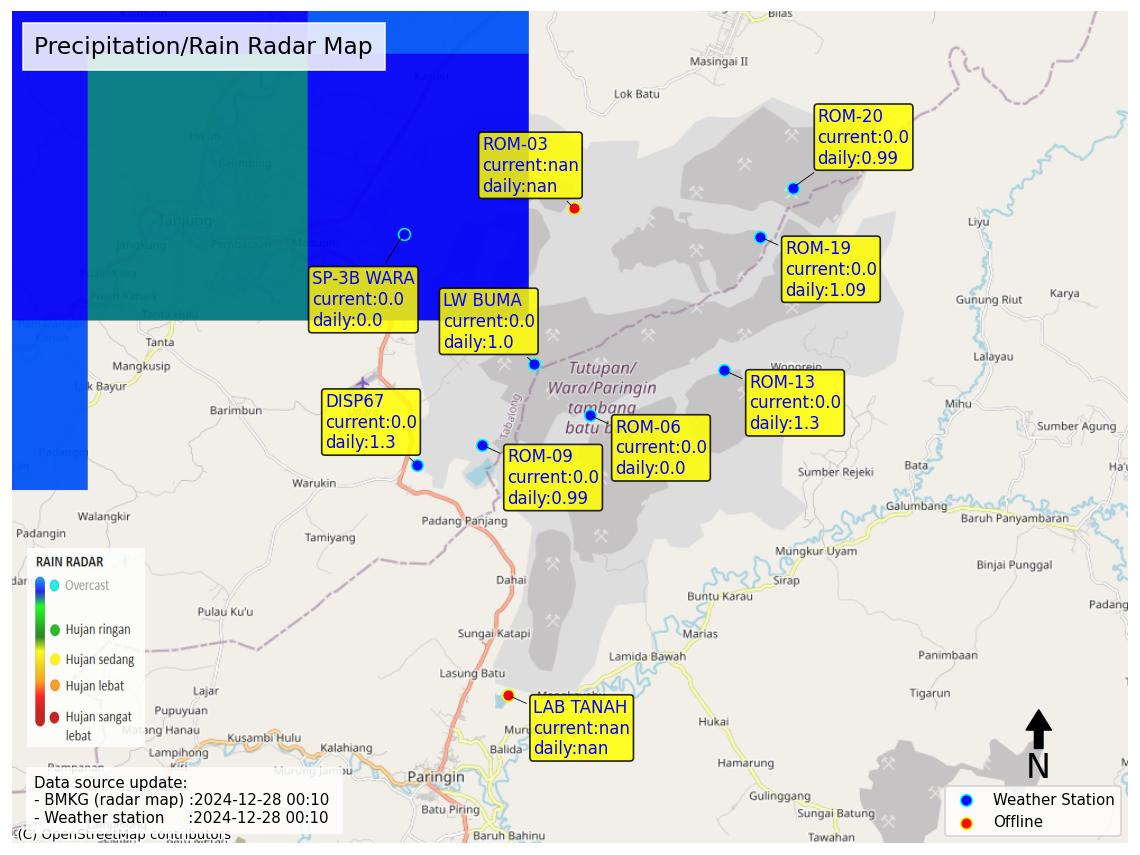 Precipitation/Rain Radar Map
Bilas
Masingai II
Kapulu
Lok Batu
ROM-20
current:0.0
daily:0.99
ROM-03
current:nan
daily:nan
Tanjung
Jangkung
Pembataan
Mabuun
Liyu
SP-3B WARA
current:0.0
daily:0.0
LW BUMA
current:0.0
daily:1.0
ROM-19
current:0.0
daily:1.09
Gunung Riut
Karya
Tanta Hulu
Tanta
Mangkusip
Lalayau
Tutupan/
Wara/Paringin
tambang
batu b
Wonorejo
ROM-13
current:0.0
daily:1.3
Luk Bayur
Barimbun
DISP67
current:0.0
daily:1.3
Tabalong
ROM-06
current:0.0
daily:0.0
Mihu
Sumber Agung
ROM-09
current:0.0
daily:0.99
Padangin
Warukin
Sumber Rejeki
Bata
Ha'u
Galumbang
Baruh Panyambaran
Walangkir
Padangin
Tamiyang
Padang Panjang
Mungkur Uyam
Binjai Punggal
Sirap
Dahai
Buntu Karau
Padang
RAIN RADAR
Overcast
Hujan ringan
Hujan sedang
Hujan lebat
Hujan sangat
lebat
Pulau Ku'u
Sungai Katapi
Marias
Lamida Bawah
Panimbaan
Lasung Batu
Tigarun
Lajar
Pupuyuan
LAB TANAH
current:nan
daily:nan
Matang Hanau
Kusambi Hulu
Hukai
Lampihong
Kalahiang
Balida
Hamarung
N
Murung Jambu
Paringin
Gulinggang
Data source update:
- BMKG (radar map) :2024-12-28 00:10
- Weather station :2024-12-28 00:10
Batu Piring
Sungai Batung
Weather Station
Offline
(C) OpenStreetMap contributors
Baruh Bahinu
Tawahan